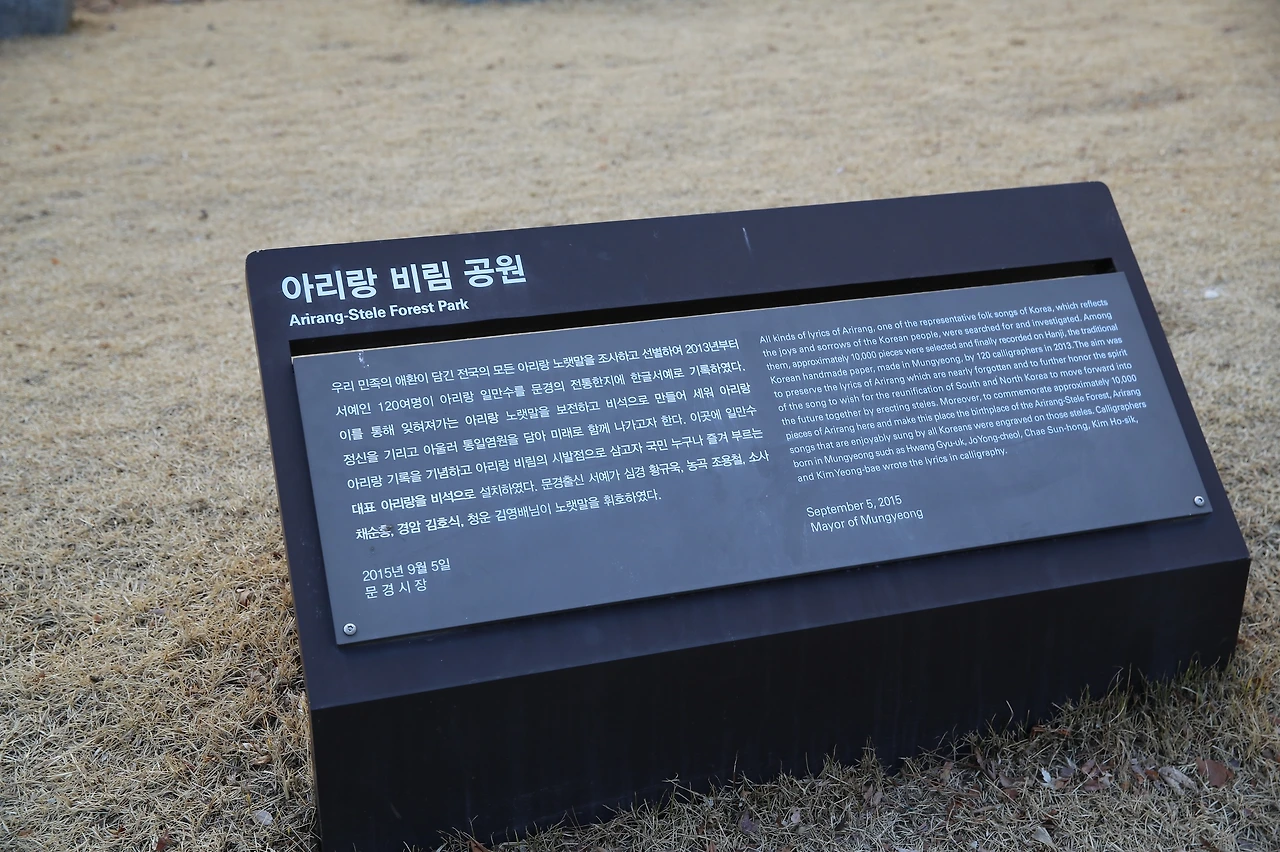 아리랑 비림 공원
Arirang-Stele Forest Park
우리 민족의 애환이 담긴 전국의 모든 아리랑 노랫말을 조사하고 선별하여 2013년부터
서예인 120여명이 아리랑 일만수를 문경의 전통한지에 한글서예로 기록하였다.
이를 통해 잊혀져가는 아리랑 노랫말을 보전하고 비석으로 만들어 세워 아리랑
정신을 기리고 아울러 통일염원을 담아 미래로 함께 나가고자 한다. 이곳에 일만수
아리랑 기록을 기념하고 아리랑 비림의 시발점으로 삼고자 국민 누구나 즐겨 부르는
대표 아리랑을 비석으로 설치하였다. 문경출신 서예가 심경 황규욱, 농곡 조용철, 소사
채순홍, 경암 김호식, 청운 김영배님이 노랫말을 휘호하였다.
2015년 9월 5일
문 경 시 장
All kinds of lyrics of Arirang, one of the representative folk songs of Korea, which reflects
the joys and sorrows of the Korean people, were searched for and investigated. Among
them, approximately 10,000 pieces were selected and finally recorded on Hanji, the traditional
Korean handmade paper, made in Mungyeong, by 120 calligraphers in 2013.The aim was
to preserve the lyrics of Arirang which are nearly forgotten and to further honor the spirit
of the song to wish for the reunification of South and North Korea to move forward into
the future together by erecting steles. Moreover, to commemorate approximately 10,000
pieces of Arirang here and make this place the birthplace of the Arirang-Stele Forest, Arirang
songs that are enjoyably sung by all Koreans were engraved on those steles. Calligraphers
born in Mungyeong such as Hwang Gyu-uk, JoYong-cheol, Chae Sun-hong, Kim Ho-sik,
and Kim Yeong-bae wrote the lyrics in calligraphy.
September 5, 2015
Mayor of Mungyeong